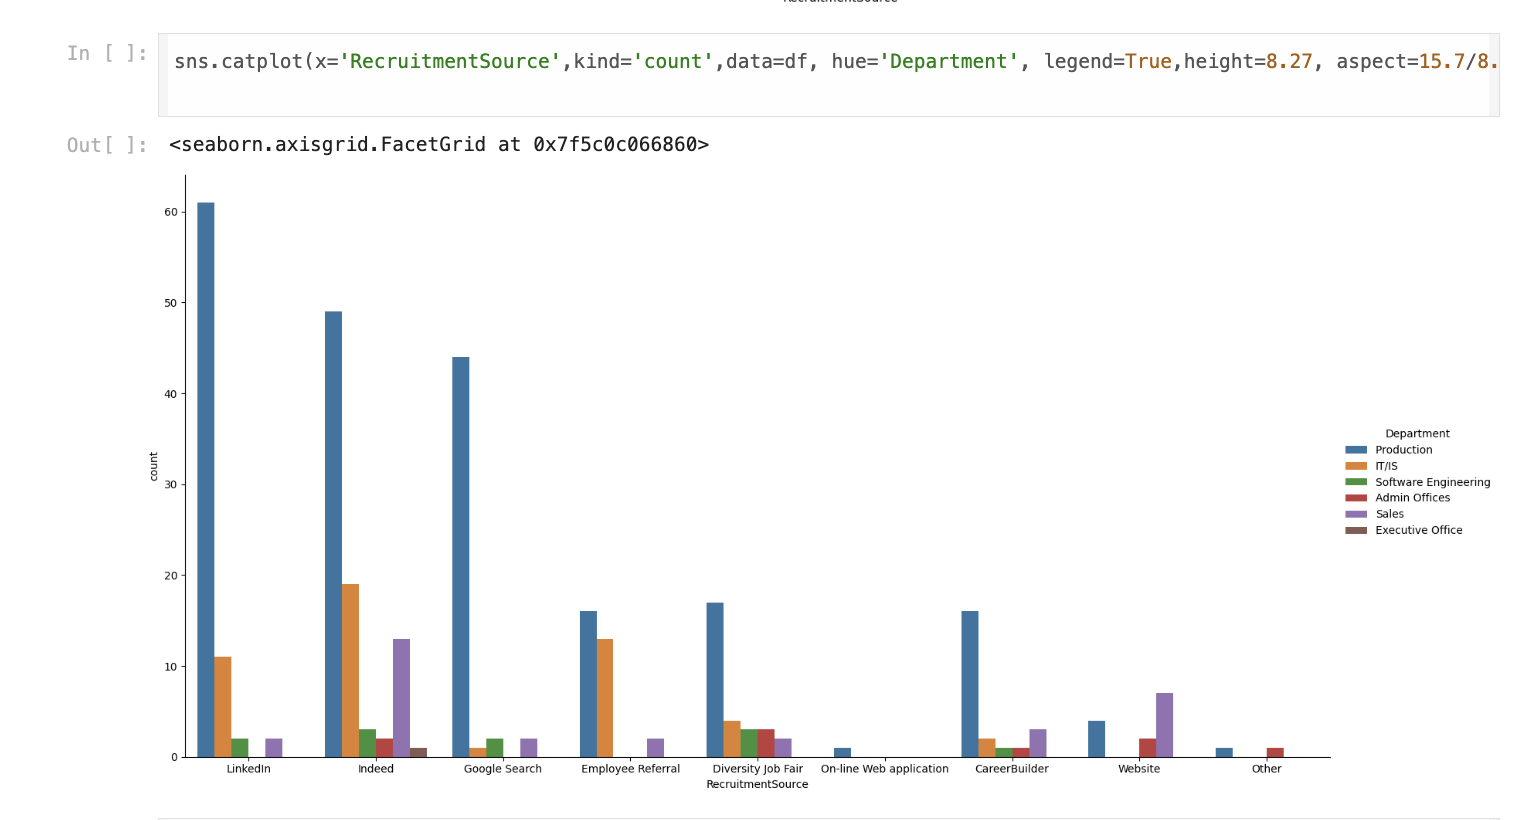 RecruitmentSource
In [ ]:
sns.catplot(x='RecruitmentSource',kind='count',data=df, hue='Department', legend=True,height=8.27, aspect=15.7/8.
Out[ ]:
<seaborn.axisgrid.FacetGrid at 0x7f5c0c066860>
60
50
40
30
20
10
0
count
LinkedIn
Indeed
Google Search
Employee Referral
Diversity Job Fair
On-line Web application
CareerBuilder
Website
Other
RecruitmentSource
Department
Production
IT/IS
Software Engineering
Admin Offices
Sales
Executive Office